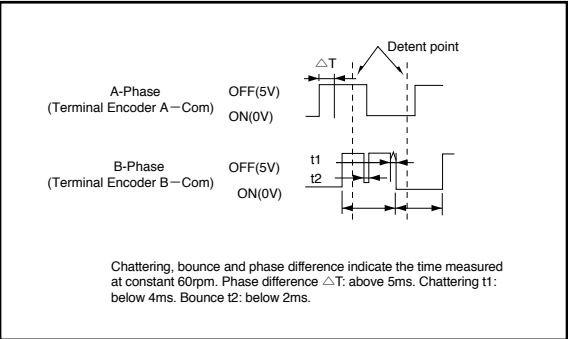 Detent point
△T
A-Phase
(Terminal Encoder A－Com)
OFF(5V)
ON(0V)
B-Phase
(Terminal Encoder B－Com)
OFF(5V)
ON(0V)
t1
t2
Chattering, bounce and phase difference indicate the time measured
at constant 60rpm. Phase difference △T: above 5ms. Chattering t1:
below 4ms. Bounce t2: below 2ms.